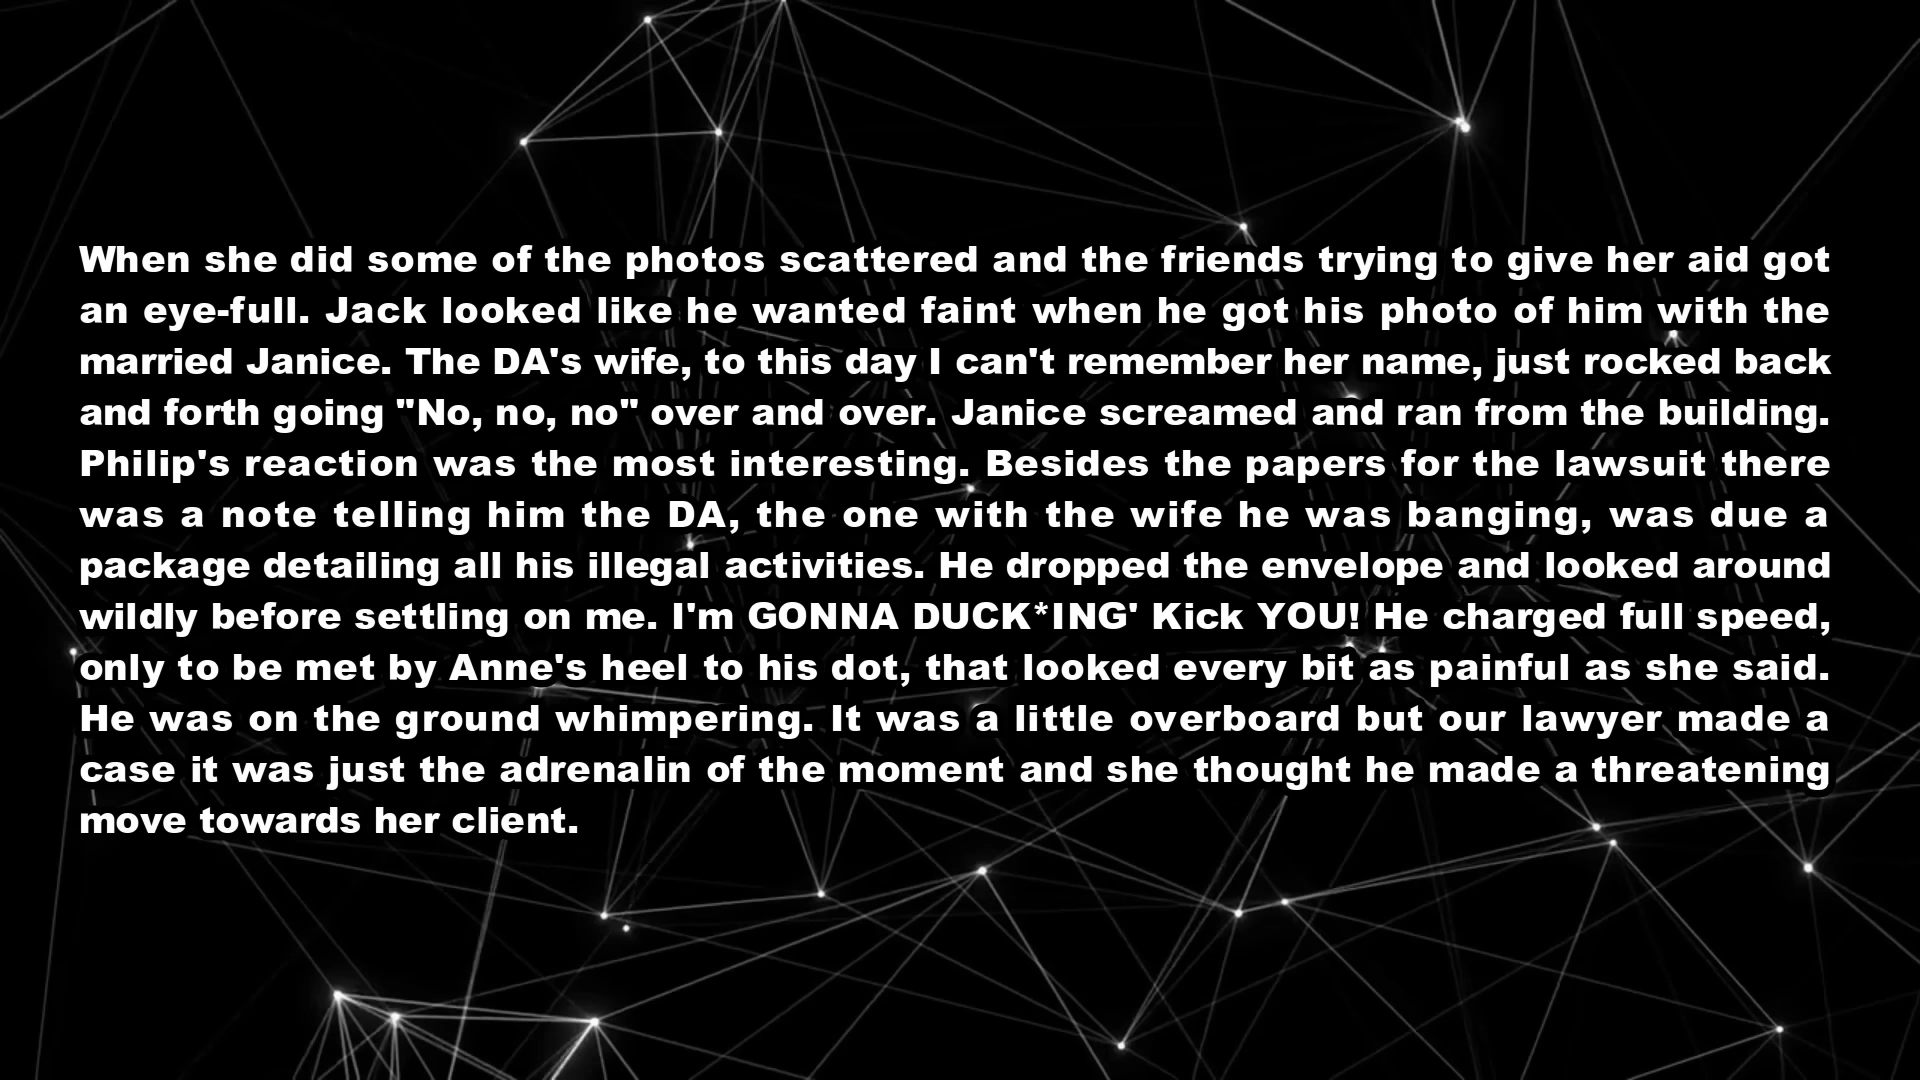 When she did some of the photos scattered and the friends trying to give her aid got
an eye-full. Jack looked like he wanted faint when he got his photo of him with the
married Janice. The DA's wife, to this day I can't remember her name, just rocked back
and forth going "No, no, no" over and over. Janice screamed and ran from the building.
Philip's reaction was the most interesting. Besides the papers for the lawsuit there
was a note telling him the DA, the one with the wife he was banging, was due a
package detailing all his illegal activities. He dropped the envelope and looked around
wildly before settling on me. I'm GONNA DUCK*ING' Kick YOU! He charged full speed,
only to be met by Anne's heel to his dot, that looked every bit as painful as she said.
He was on the ground whimpering. It was a little overboard but our lawyer made a
case it was just the adrenalin of the moment and she thought he made a threatening
move towards her client.